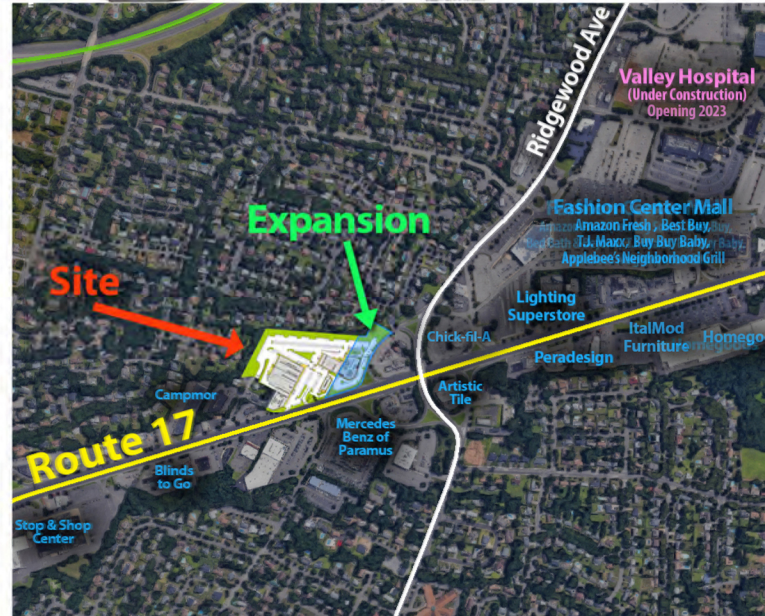 Ridgewood Ave
Valley Hospital
(Under Construction)
Opening 2023
Expansion
Fashion Center Mall
Amazon Fresh, Best Buy,
T.J. Maxx, Buy Buy Baby,
Applebee's Neighborhood Grill
Site
Lighting
Superstore
Chick-fil-A
ItalMod
Furniture
Homego
Peradesign
Campmor
Artistic
Tile
Route 17
Mercedes
Benz of
Paramus
Blinds
to Go
Stop & Shop
Center